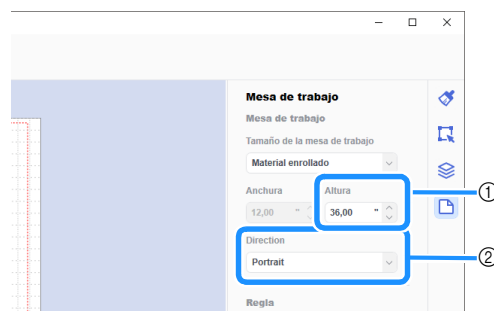 Mesa de trabajo
Mesa de trabajo
Tamaño de la mesa de trabajo
Material enrollado
Anchura Altura
12,00 " 36,00 "
①
Direction
Portrait
②
Regla